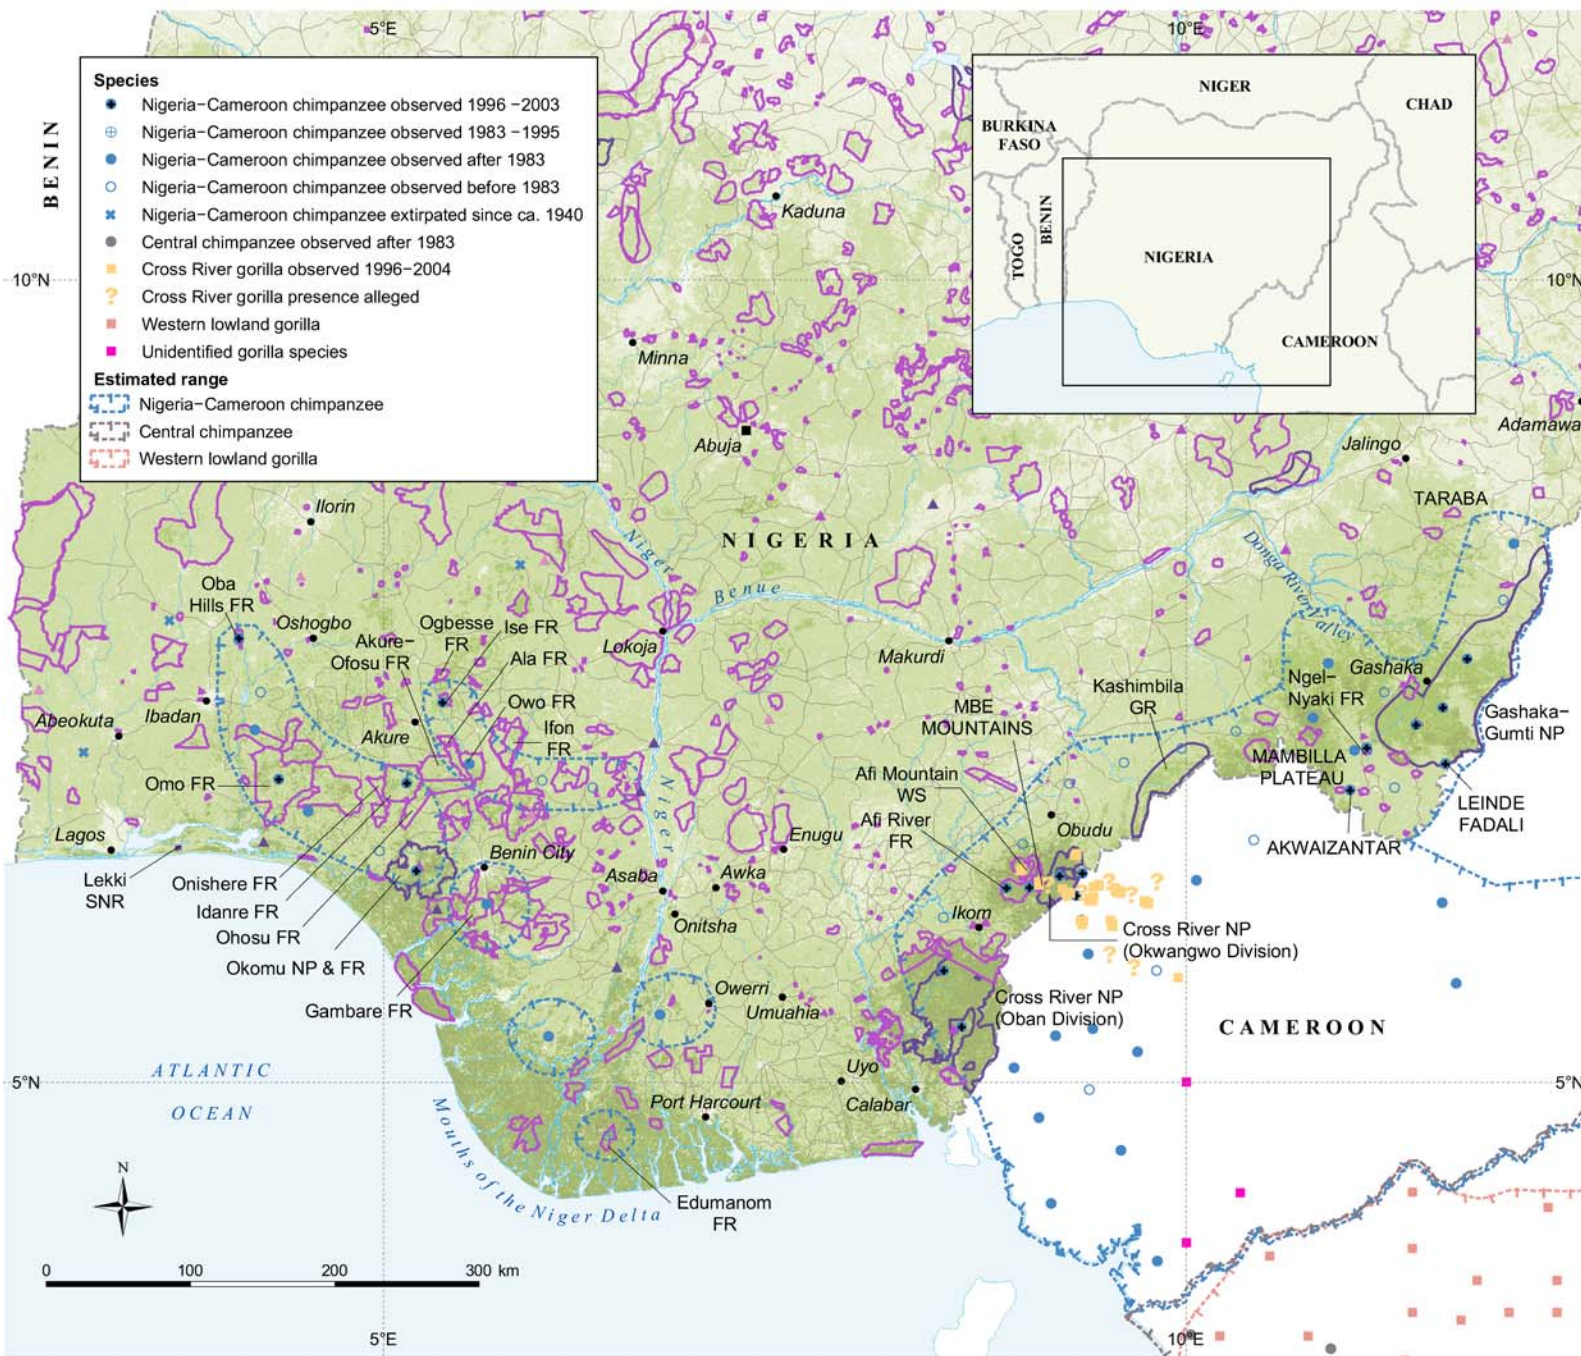 5°E
10°E
BENIN
Species
Nigeria–Cameroon chimpanzee observed 1996 –2003
Nigeria–Cameroon chimpanzee observed 1983 –1995
Nigeria–Cameroon chimpanzee observed after 1983
Nigeria–Cameroon chimpanzee observed before 1983
Nigeria–Cameroon chimpanzee extirpated since ca. 1940
Central chimpanzee observed after 1983
Cross River gorilla observed 1996–2004
? Cross River gorilla presence alleged
Western lowland gorilla
Unidentified gorilla species
Estimated range
Nigeria–Cameroon chimpanzee
Central chimpanzee
Western lowland gorilla
NIGER
CHAD
BURKINA
FASO
BENIN
TOGO
NIGERIA
CAMEROON
10°N
10°N
Kaduna
Minna
Abuja
Adamawa
Jalingo
TARABA
Ilorin
NIGERIA
Niger
Benue
Donga River Valley
Oba
Hills FR
Oshogbo
Akure–
Ofosu FR
Ogbesse
FR
Ise FR
Ala FR
Owo FR
Ifon
FR
Lokoja
Makurdi
Kashimbila
GR
MBE
MOUNTAINS
Ngel–
Nyaki FR
Gashaka
Gashaka–
Gumti NP
Abeokuta
Ibadan
Akure
Omo FR
Afi Mountain
WS
Afi River
FR
MAMBILLA
PLATEAU
LEINDE
FADALI
AKWAIZANTAR
Niger
Lagos
Enugu
Obudu
Benin City
Asaba
Awka
Lekki
SNR
Onishere FR
Idanre FR
Ohosu FR
Okomu NP & FR
Gambare FR
Onitsha
Ikom
Cross River NP
(Okwangwo Division)
Owerri
Umuahia
Cross River NP
(Oban Division)
CAMEROON
ATLANTIC
OCEAN
5°N
5°N
Uyo
Calabar
Port Harcourt
Mouths of the Niger Delta
Edumanom
FR
N
0 100 200 300 km
5°E
10°E
? ? ? ? ? ?